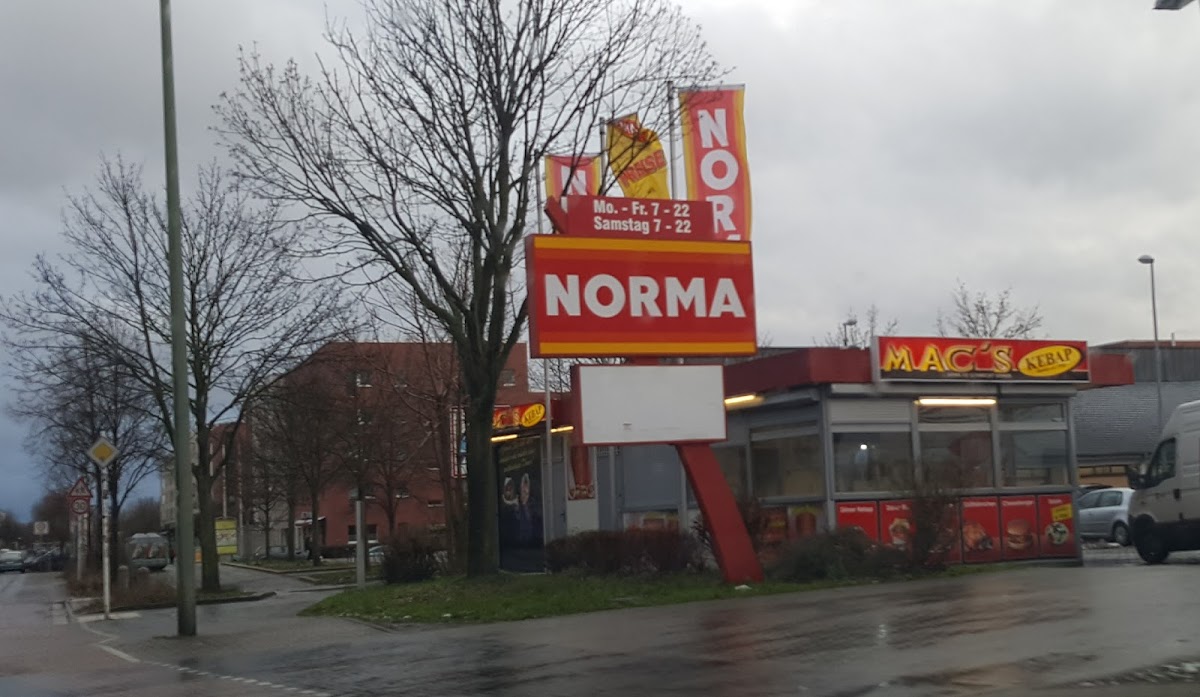 NOR
N
Mo. - Fr. 7 - 22
Samstag 7 - 22
NORMA
MAC'S KEBAP